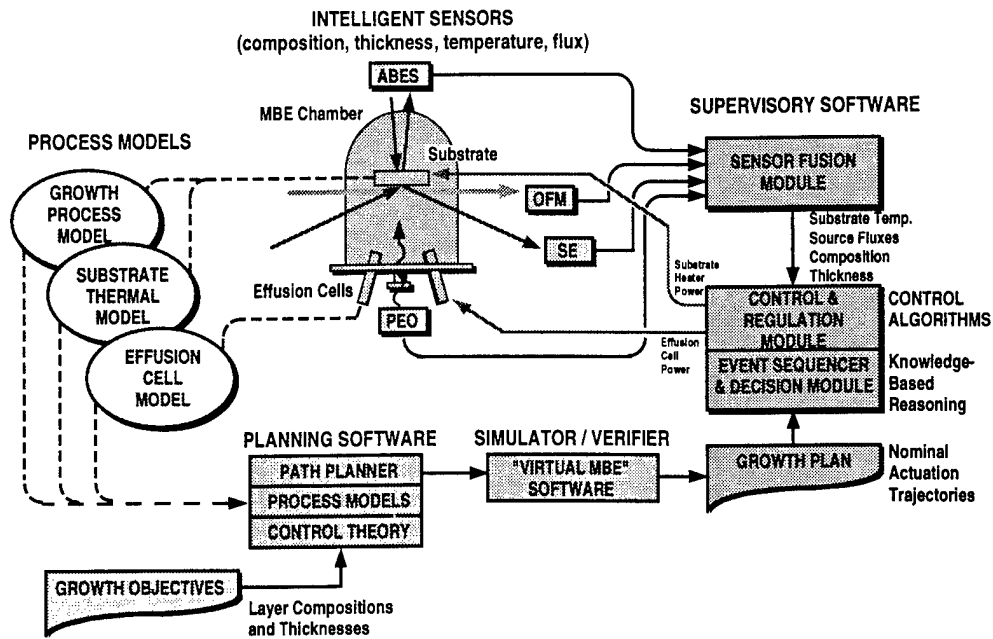 INTELLIGENT SENSORS
(composition, thickness, temperature, flux)
ABES
MBE Chamber
SUPERVISORY SOFTWARE
PROCESS MODELS
Substrate
SENSOR FUSION
MODULE
GROWTH
PROCESS
MODEL
OFM
Substrate Temp.
Source Fluxes
Composition
Thickness
SE
SUBSTRATE
THERMAL
MODEL
Effusion Cells
Substrate
Heater
Power
PEO
CONTROL &
REGULATION
MODULE
CONTROL
ALGORITHMS
Effusion
Cell
Power
EFFUSION
CELL
MODEL
EVENT SEQUENCER
& DECISION MODULE
Knowledge-
Based
Reasoning
PLANNING SOFTWARE
SIMULATOR / VERIFIER
PATH PLANNER
PROCESS MODELS
CONTROL THEORY
"VIRTUAL MBE"
SOFTWARE
GROWTH PLAN
Nominal
Actuation
Trajectories
GROWTH OBJECTIVES
Layer Compositions
and Thicknesses